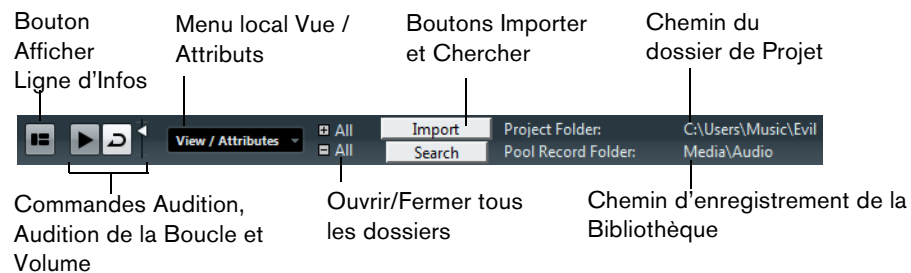 Bouton
Afficher
Ligne d'Infos
Menu local Vue /
Attributs
Boutons Importer
et Chercher
Chemin du
dossier de Projet
View / Attributes
All
All
Import
Search
Project Folder:
C:\Users\Music\Evil
Pool Record Folder:
Media\Audio
Commandes Audition,
Audition de la Boucle et
Volume
Ouvrir/Fermer tous
les dossiers
Chemin d'enregistrement de la
Bibliothèque